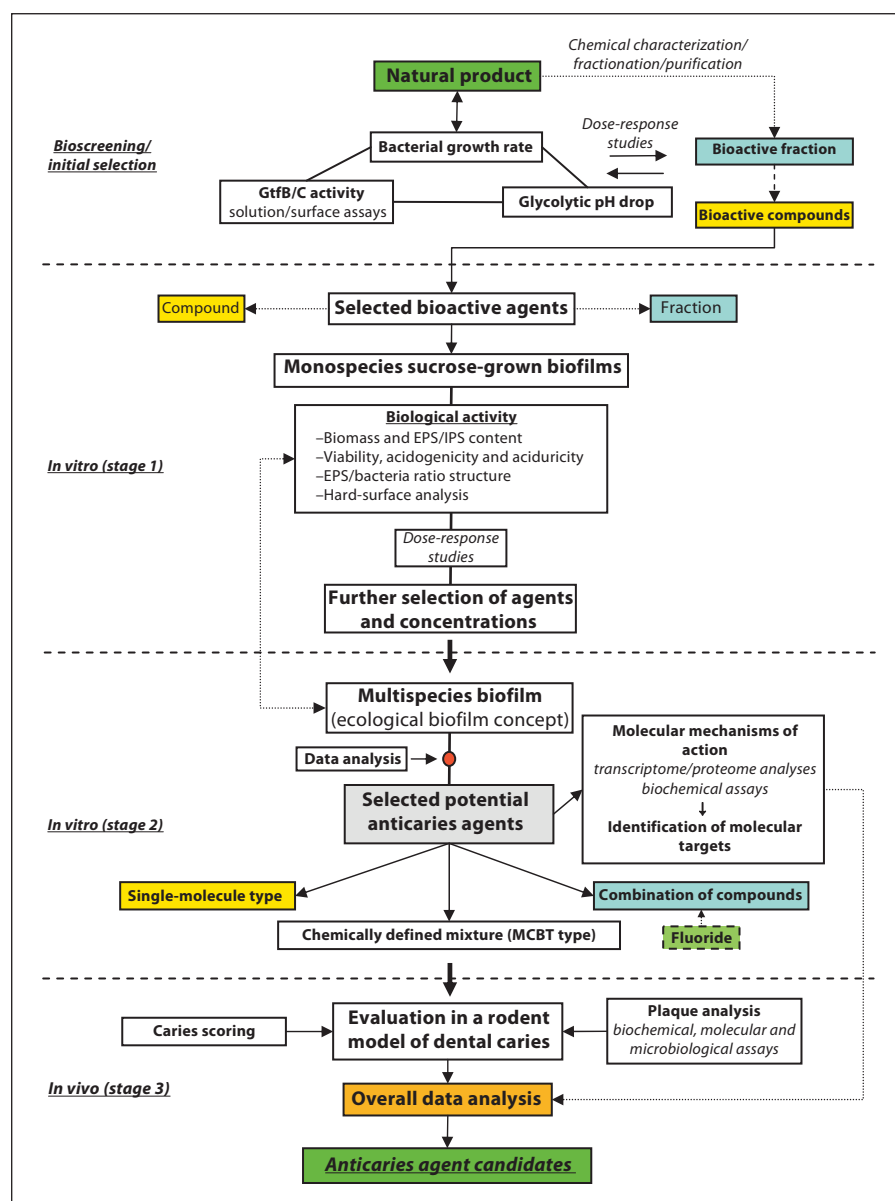 Chemical characterization/
fractionation/purification
Natural product
Bioscreening/
initial selection
Bacterial growth rate
Dose-response
studies
Bioactive fraction
GtfB/C activity
solution/surface assays
Glycolytic pH drop
Bioactive compounds
Compound
Selected bioactive agents
Fraction
Monospecies sucrose-grown biofilms
In vitro (stage 1)
Biological activity
–Biomass and EPS/IPS content
–Viability, acidogenicity and aciduricity
–EPS/bacteria ratio structure
–Hard-surface analysis
Dose-response
studies
Further selection of agents
and concentrations
Multispecies biofilm
(ecological biofilm concept)
Data analysis
Molecular mechanisms of
action
transcriptome/proteome analyses
biochemical assays
Identification of molecular
targets
In vitro (stage 2)
Selected potential
anticaries agents
Single-molecule type
Combination of compounds
Chemically defined mixture (MCBT type)
Fluoride
Caries scoring
Evaluation in a rodent
model of dental caries
Plaque analysis
biochemical, molecular and
microbiological assays
In vivo (stage 3)
Overall data analysis
Anticaries agent candidates